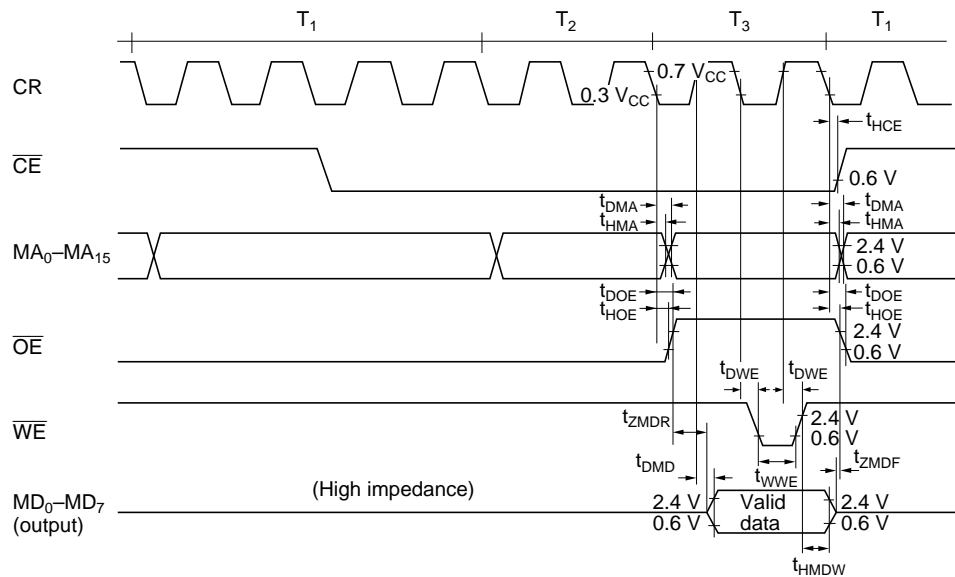 T1 T2 T3 T1
CR
0.7 VCC
0.3 VCC
tHCE
CE
0.6 V
tDMA tDMA
tHMA tHMA
MA0–MA15
2.4 V
0.6 V
tDOE tDOE
tHOE tHOE
OE
2.4 V
0.6 V
tDWE tDWE
WE
tZMDR
2.4 V
0.6 V
tZMDF
tDMD
tWWE
MD0–MD7
(output)
(High impedance)
2.4 V Valid 2.4 V
0.6 V data 0.6 V
tHMDW